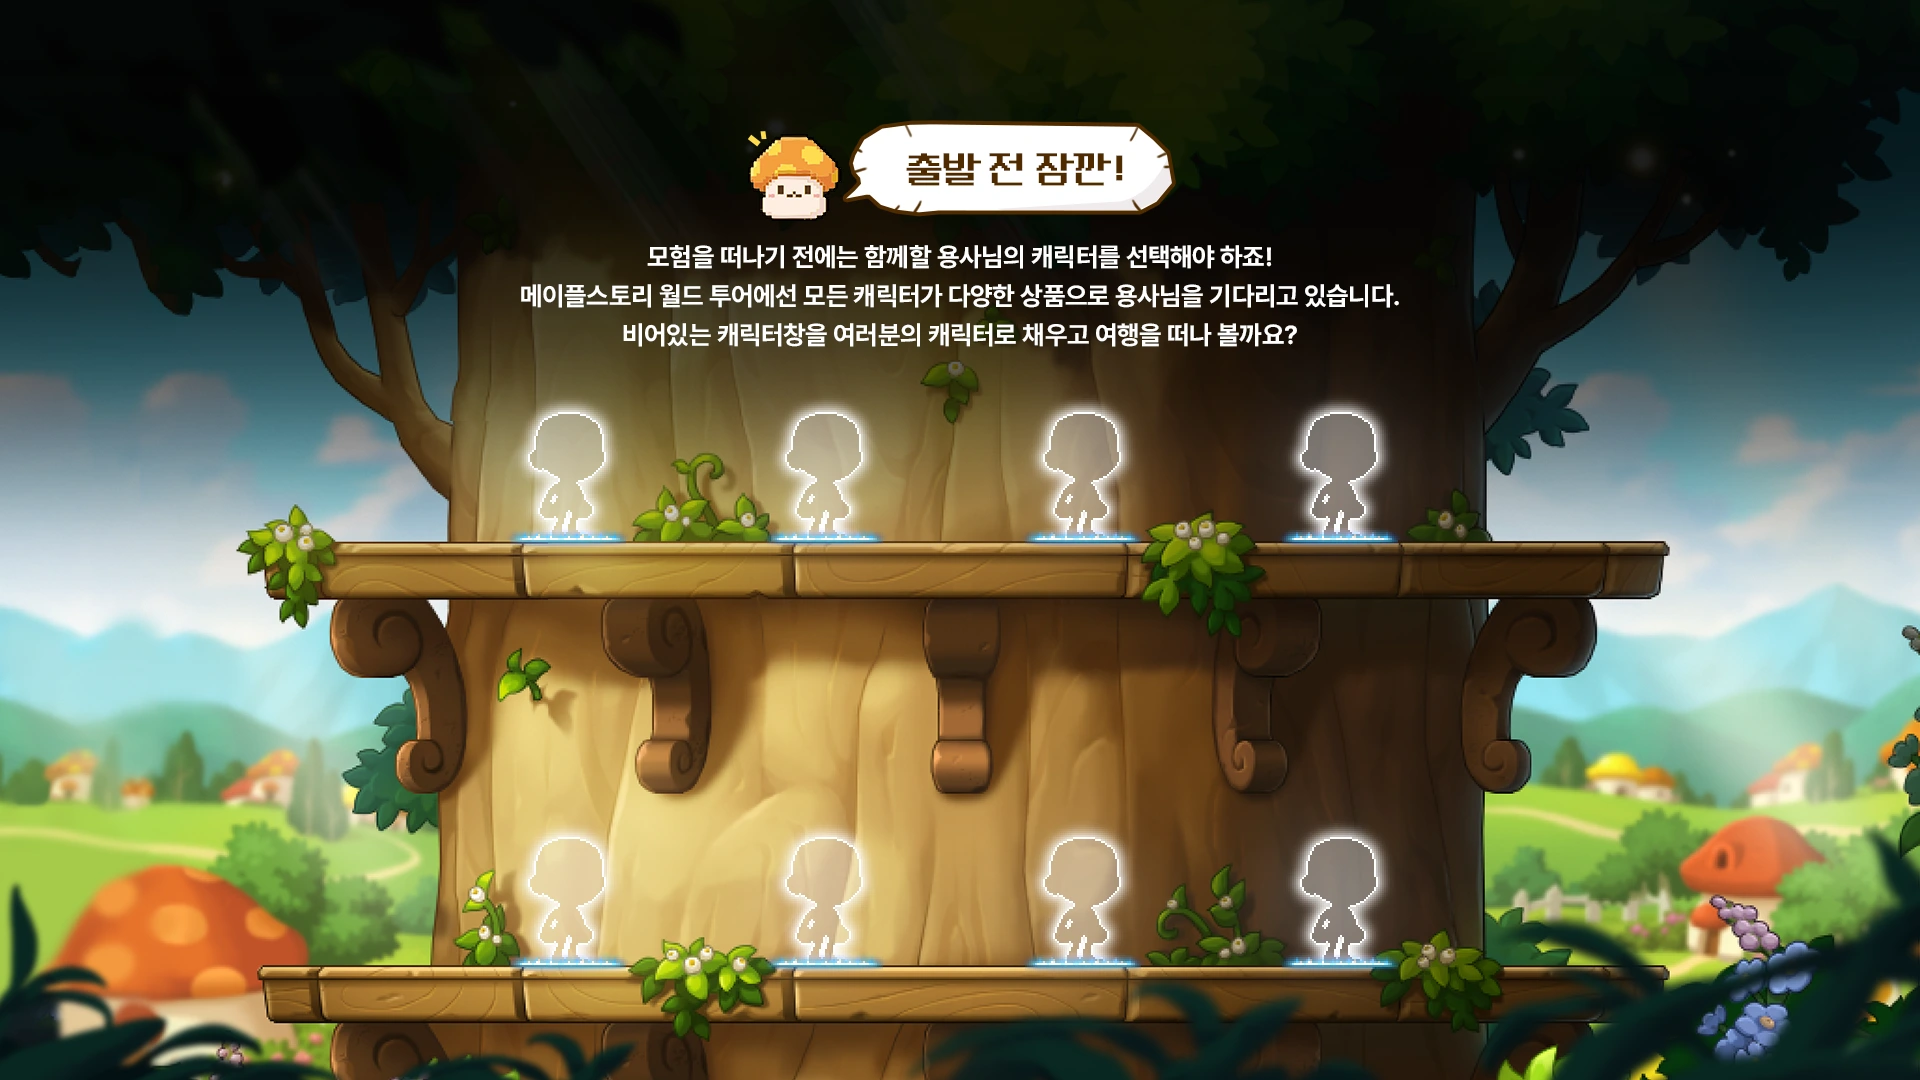 출발 전 잠깐!
모험을 떠나기 전에는 함께할 용사님의 캐릭터를 선택해야 하죠!
메이플스토리 월드 투어에선 모든 캐릭터가 다양한 상품으로 용사님을 기다리고 있습니다.
비어있는 캐릭터창을 여러분의 캐릭터로 채우고 여행을 떠나 볼까요?